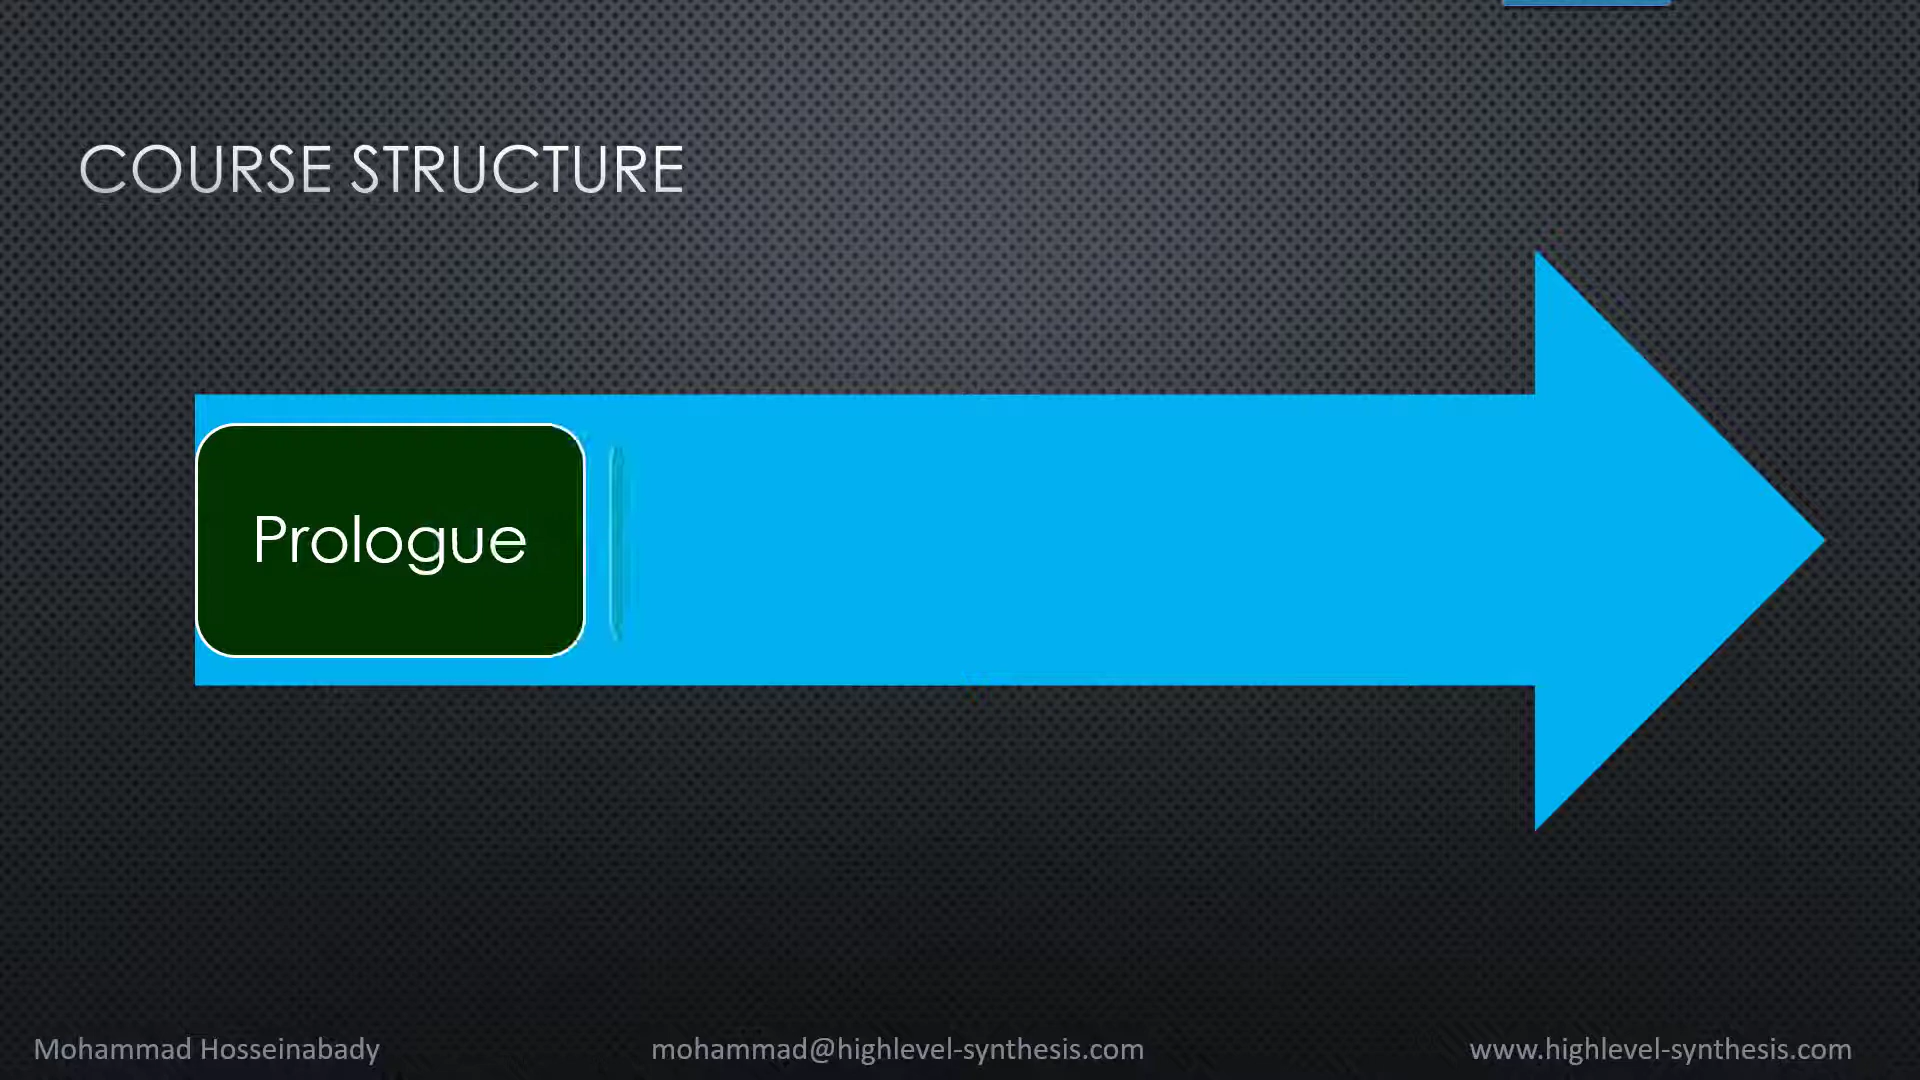 COURSE STRUCTURE
Prologue
Mohammad Hosseinabady
mohammad@highlevel-synthesis.com
www.highlevel-synthesis.com